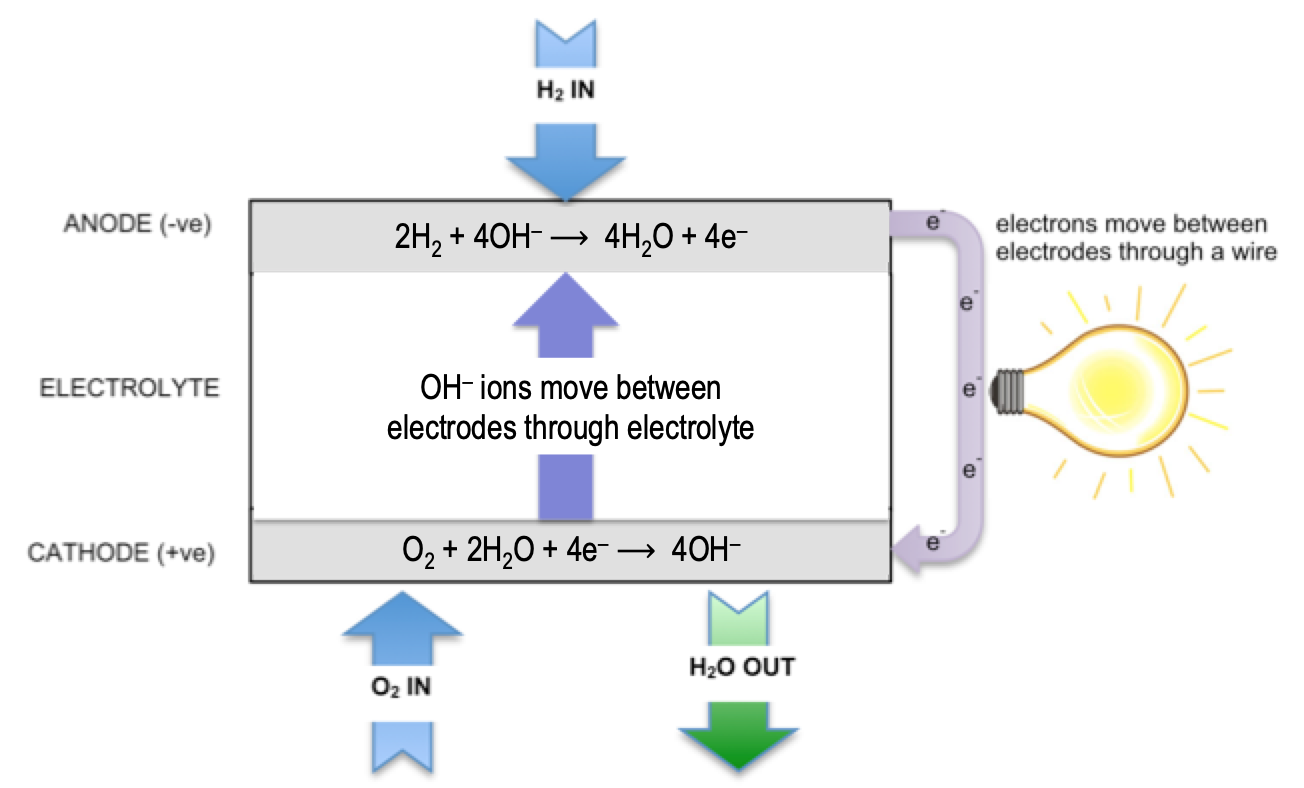 H₂ IN
ANODE (-ve)
2H₂ + 4OH⁻ ⟶ 4H₂O + 4e⁻
e⁻
electrons move between
electrodes through a wire
e⁻
ELECTROLYTE
OH⁻ ions move between
electrodes through electrolyte
e⁻
e⁻
CATHODE (+ve)
O₂ + 2H₂O + 4e⁻ ⟶ 4OH⁻
e⁻
O₂ IN
H₂O OUT